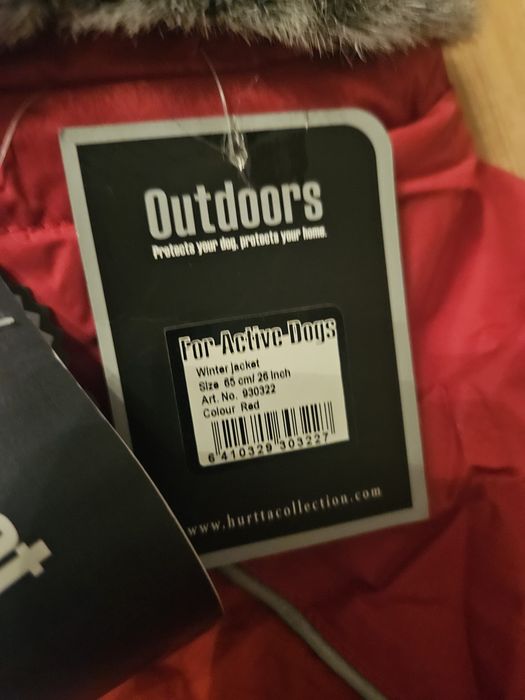 Outdoors
Protects your dog, protects your home.
For Active Dogs
Winter jacket
Size 65 cm/ 26 inch
Art. No. 930322
Colour Red
6 410329 303227
www.hurttacollection.com